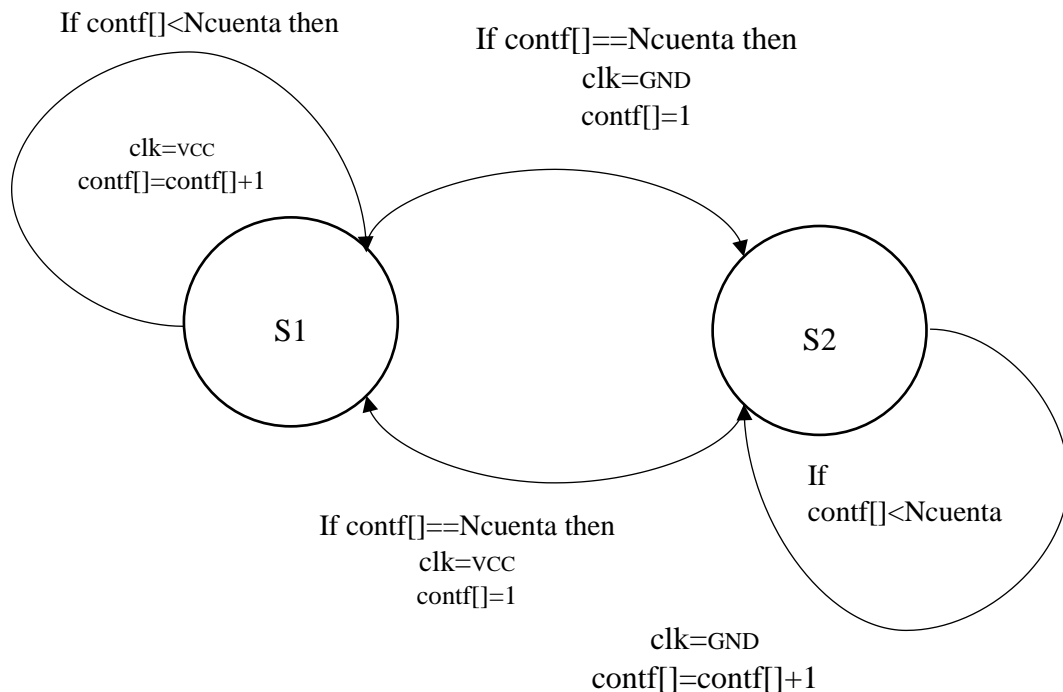 If contf[]<Ncuenta then
clk=VCC
contf[]=contf[]+1
If contf[]==Ncuenta then
clk=GND
contf[]=1
S1
S2
If contf[]==Ncuenta then
clk=VCC
contf[]=1
If
contf[]<Ncuenta
clk=GND
contf[]=contf[]+1